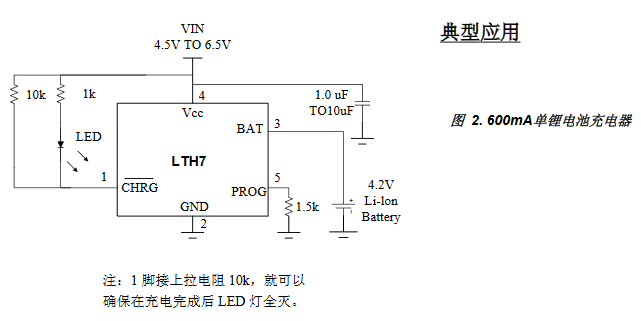 典型应用
VIN
4.5V TO 6.5V
10k
1k
4
1.0 uF
TO10uF
Vcc
图 2. 600mA单锂电池充电器
BAT
3
LED
LTH7
1
CHRG
PROG
5
4.2V
Li-Ion
Battery
+
1.5k
GND
2
注：1 脚接上拉电阻 10k，就可以
确保在充电完成后 LED 灯全灭。